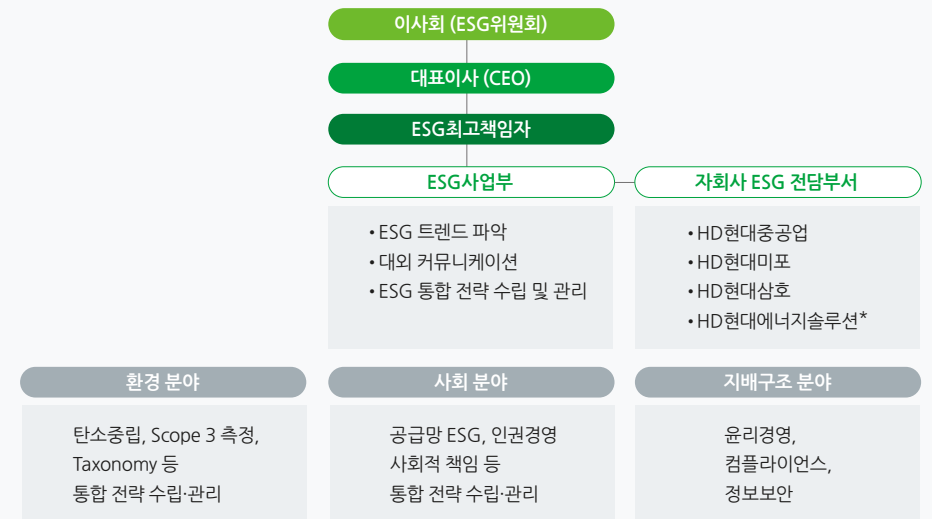 이사회 (ESG위원회)
대표이사 (CEO)
ESG최고책임자
ESG사업부
• ESG 트렌드 파악
• 대외 커뮤니케이션
• ESG 통합 전략 수립 및 관리
자회사 ESG 전담부서
• HD현대중공업
• HD현대미포
• HD현대삼호
• HD현대에너지솔루션*
환경 분야
탄소중립, Scope 3 측정,
Taxonomy 등
통합 전략 수립·관리
사회 분야
공급망 ESG, 인권경영
사회적 책임 등
통합 전략 수립·관리
지배구조 분야
윤리경영,
컴플라이언스,
정보보안